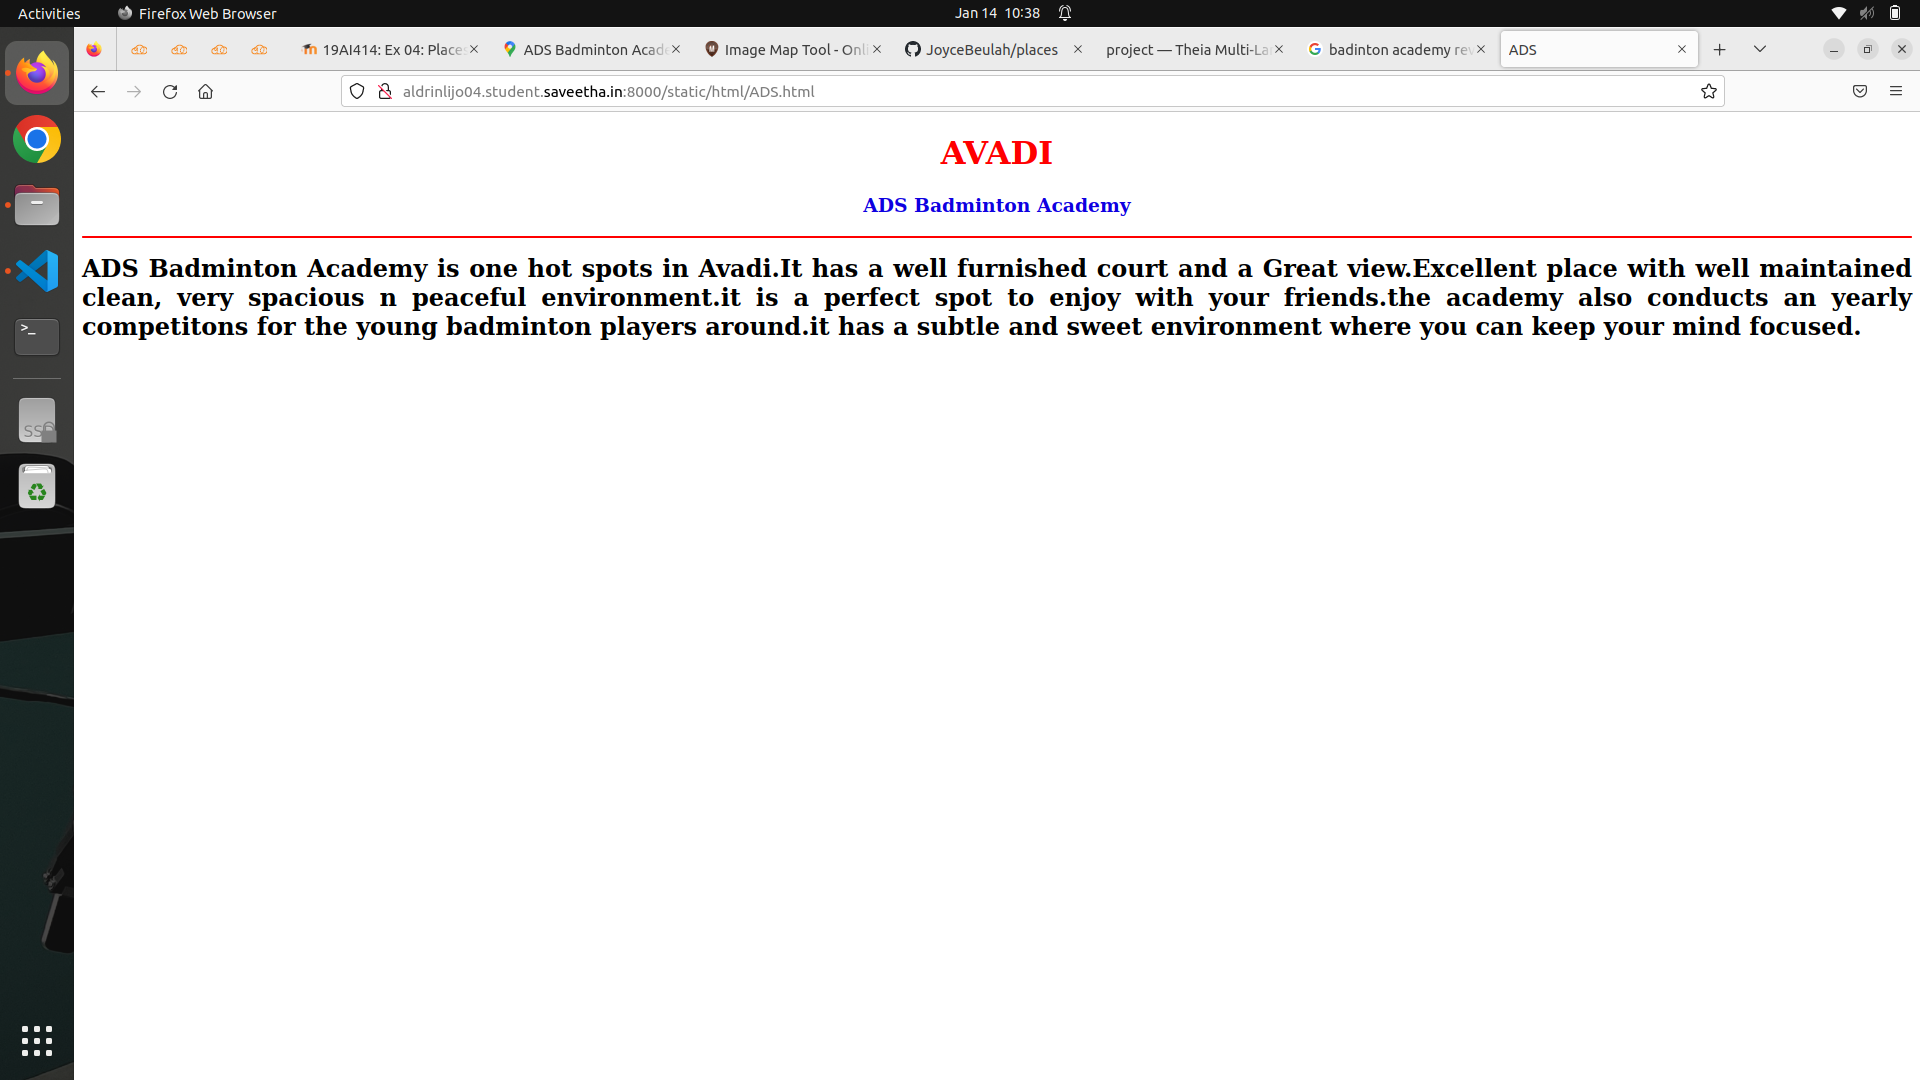 Activities Firefox Web Browser Jan 14 10:38
19AI414: Ex 04: Places ADS Badminton Acade Image Map Tool - Onli JoyceBeulah/places project — Theia Multi-La badinton academy rev ADS
aldrinlijo04.student.saveetha.in:8000/static/html/ADS.html
AVADI
ADS Badminton Academy
ADS Badminton Academy is one hot spots in Avadi.It has a well furnished court and a Great view.Excellent place with well maintained
clean, very spacious n peaceful environment.it is a perfect spot to enjoy with your friends.the academy also conducts an yearly
competitons for the young badminton players around.it has a subtle and sweet environment where you can keep your mind focused.
>_